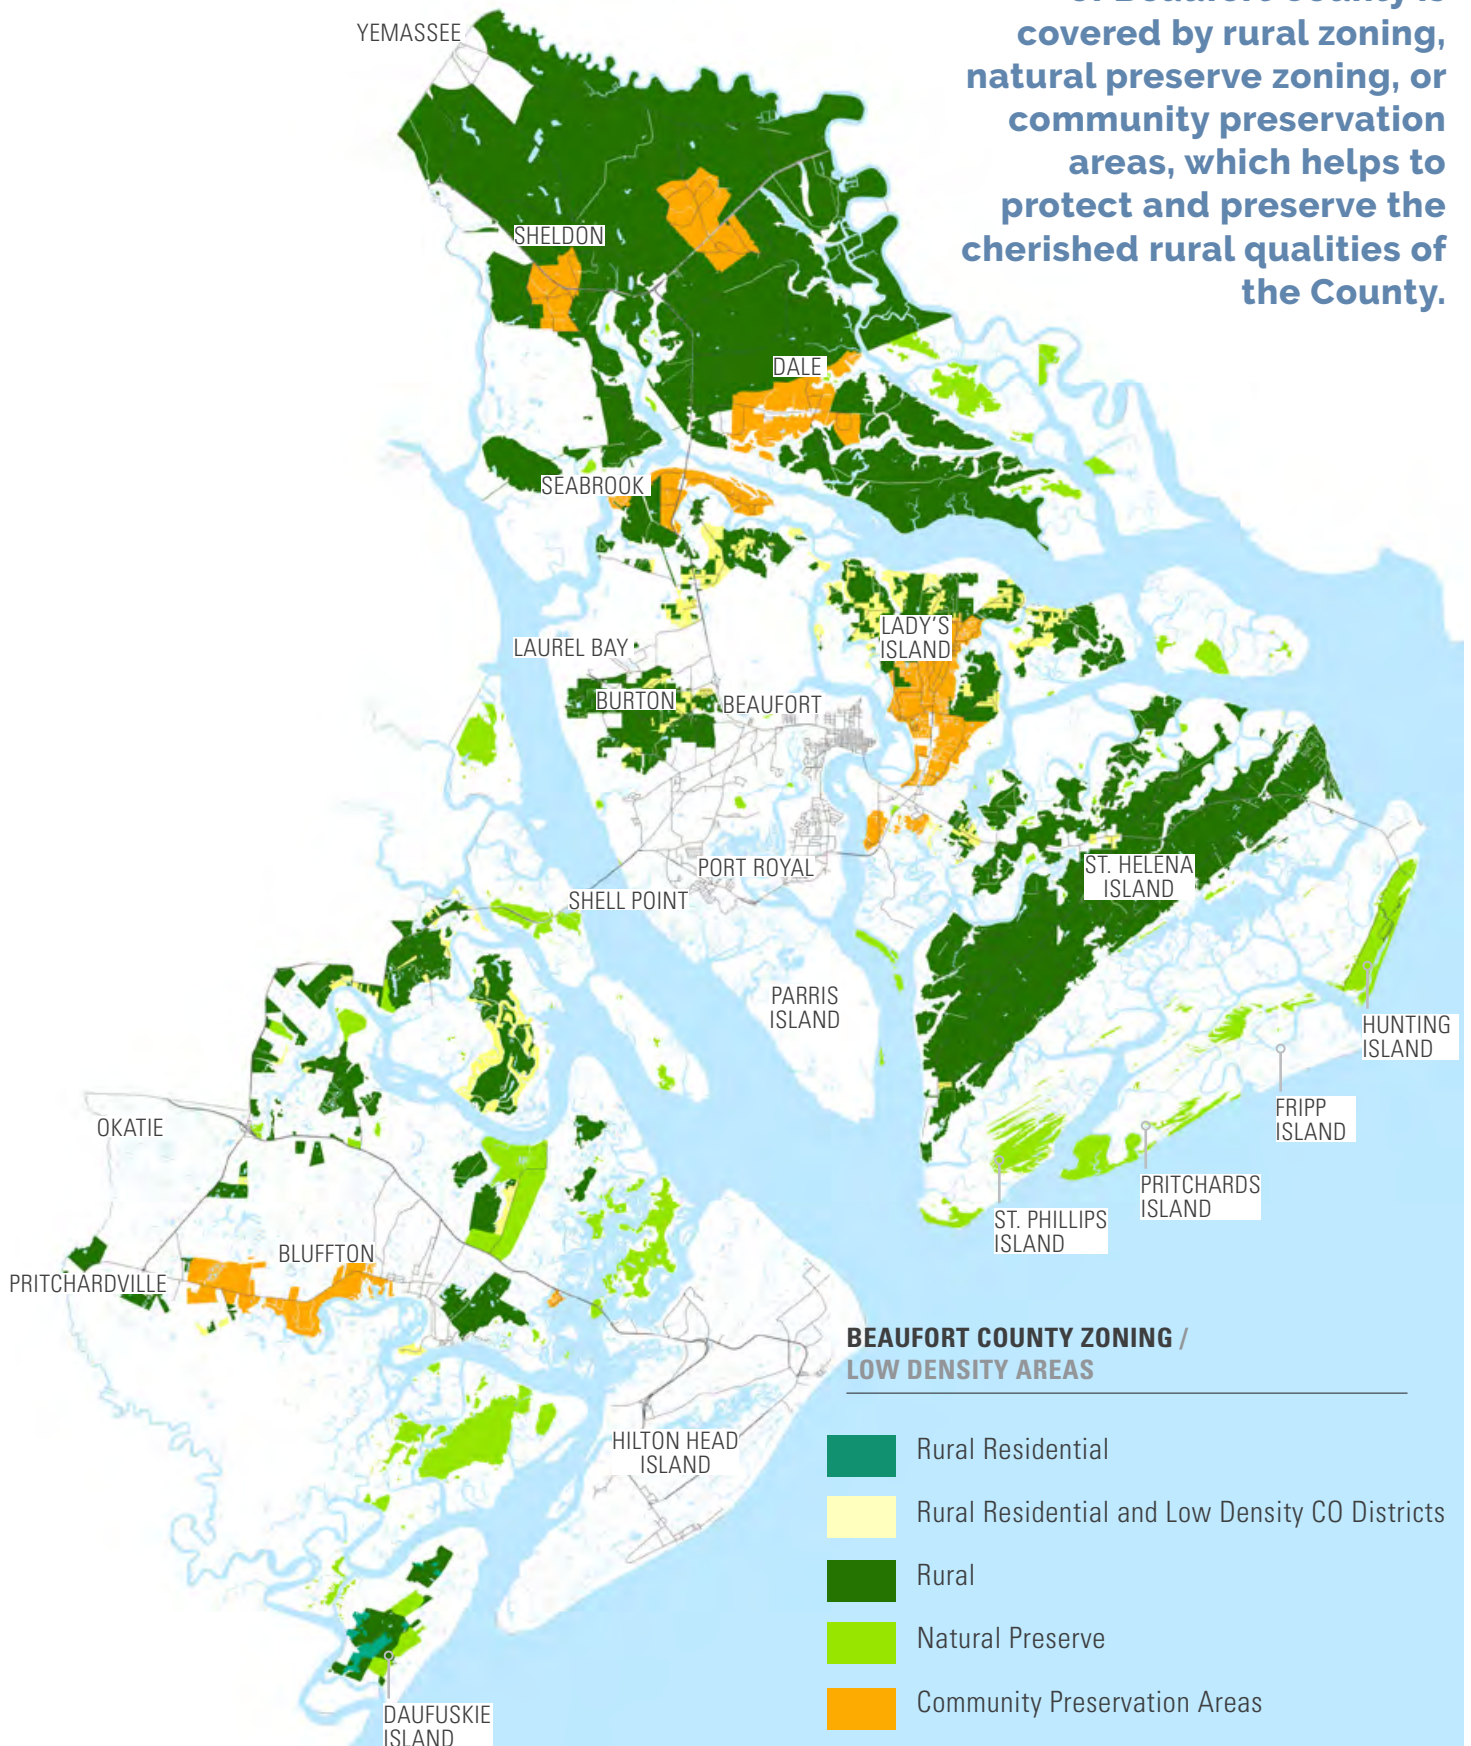 of Beaufort County is
covered by rural zoning,
natural preserve zoning, or
community preservation
areas, which helps to
protect and preserve the
cherished rural qualities of
the County.
YEMASSEE
SHELDON
DALE
SEABROOK
LAUREL BAY
LADY'S
ISLAND
BURTON
BEAUFORT
PORT ROYAL
ST. HELENA
ISLAND
SHELL POINT
PARRIS
ISLAND
HUNTING
ISLAND
FRIPP
ISLAND
OKATIE
PRITCHARDS
ISLAND
ST. PHILLIPS
ISLAND
BLUFFTON
PRITCHARDVILLE
HILTON HEAD
ISLAND
DAUFUSKIE
ISLAND
BEAUFORT COUNTY ZONING /
LOW DENSITY AREAS
Rural Residential
Rural Residential and Low Density CO Districts
Rural
Natural Preserve
Community Preservation Areas